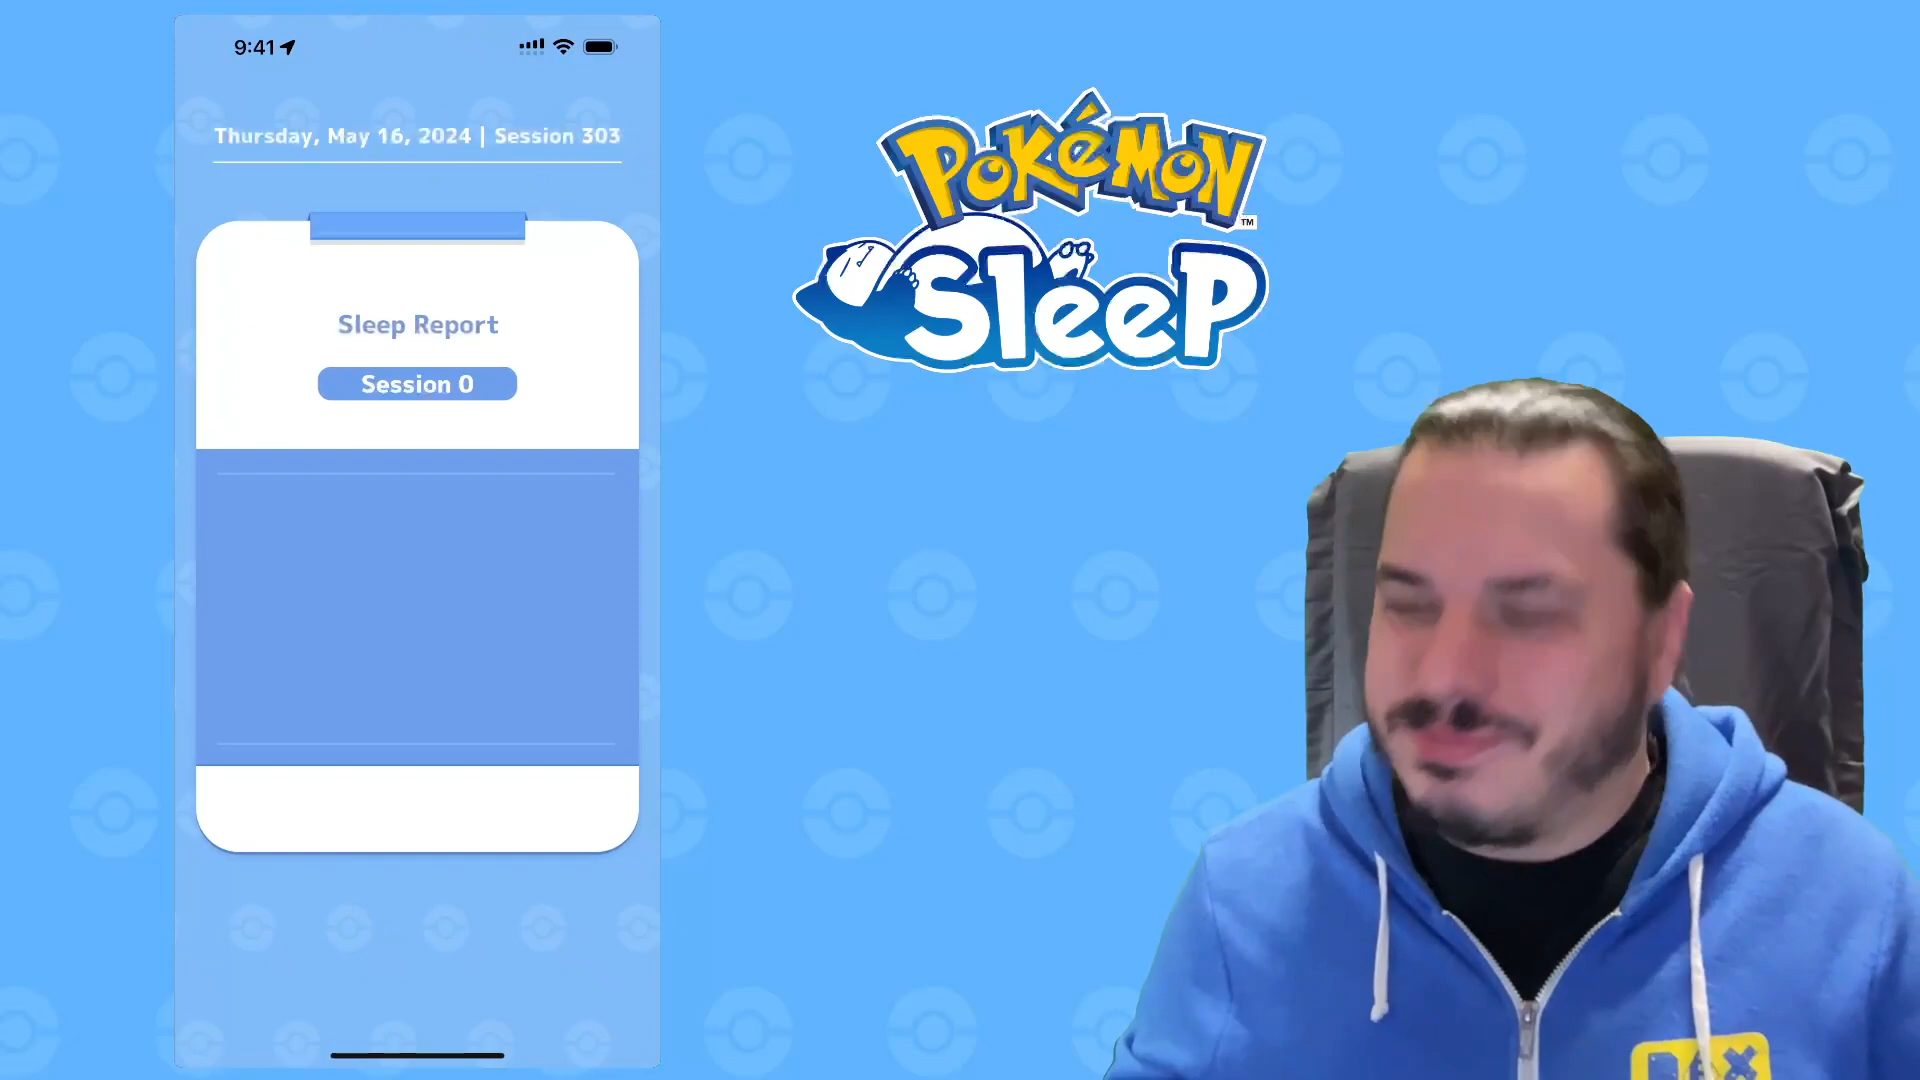 9:41
Thursday, May 16, 2024 | Session 303
Sleep Report
Session 0
POKéMON
TM
SleeP